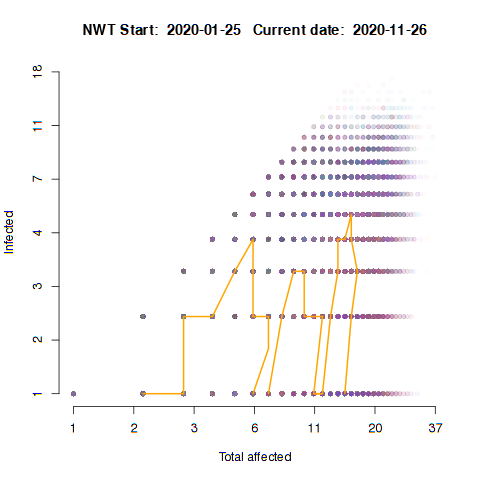 NWT Start: 2020-01-25 Current date: 2020-11-26
18
11
7
4
3
2
1
Infected
1 2 3 6 11 20 37
Total affected